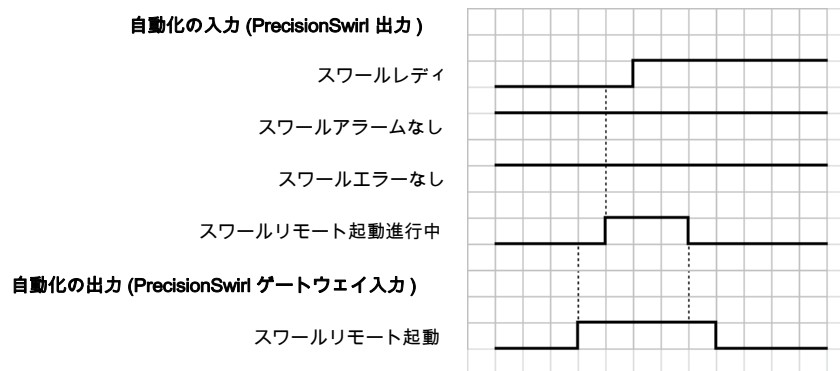 自動化の入力 (PrecisionSwirl 出力 )
スワールレディ
スワールアラームなし
スワールエラーなし
スワールリモート起動進行中
自動化の出力 (PrecisionSwirl ゲートウェイ入力 )
スワールリモート起動